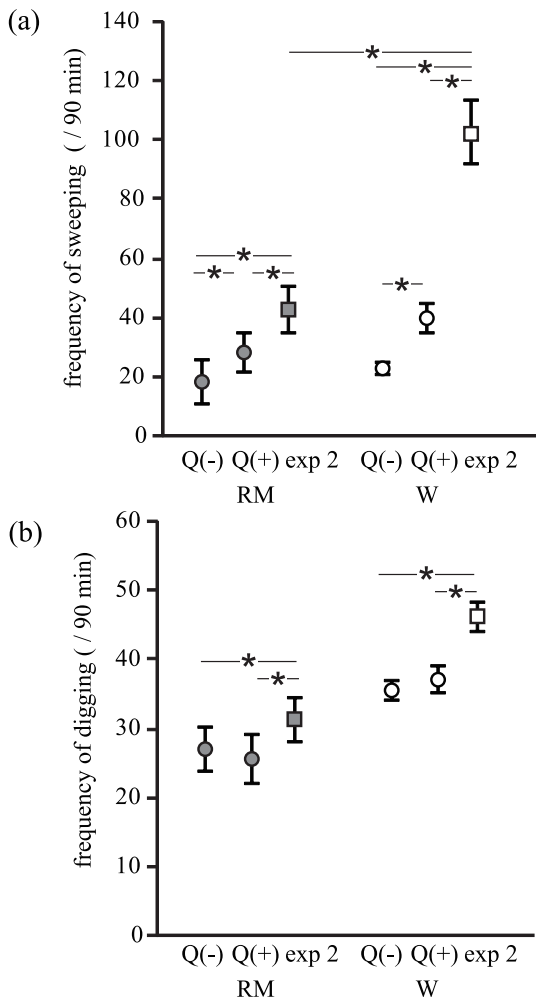 (a)
frequency of sweeping ( / 90 min)
140
120
100
80
60
40
20
0
* * * * * * *
Q(-) Q(+) exp 2 Q(-) Q(+) exp 2
RM W
(b)
frequency of digging ( / 90 min)
60
50
40
30
20
10
0
* * * *
Q(-) Q(+) exp 2 Q(-) Q(+) exp 2
RM W